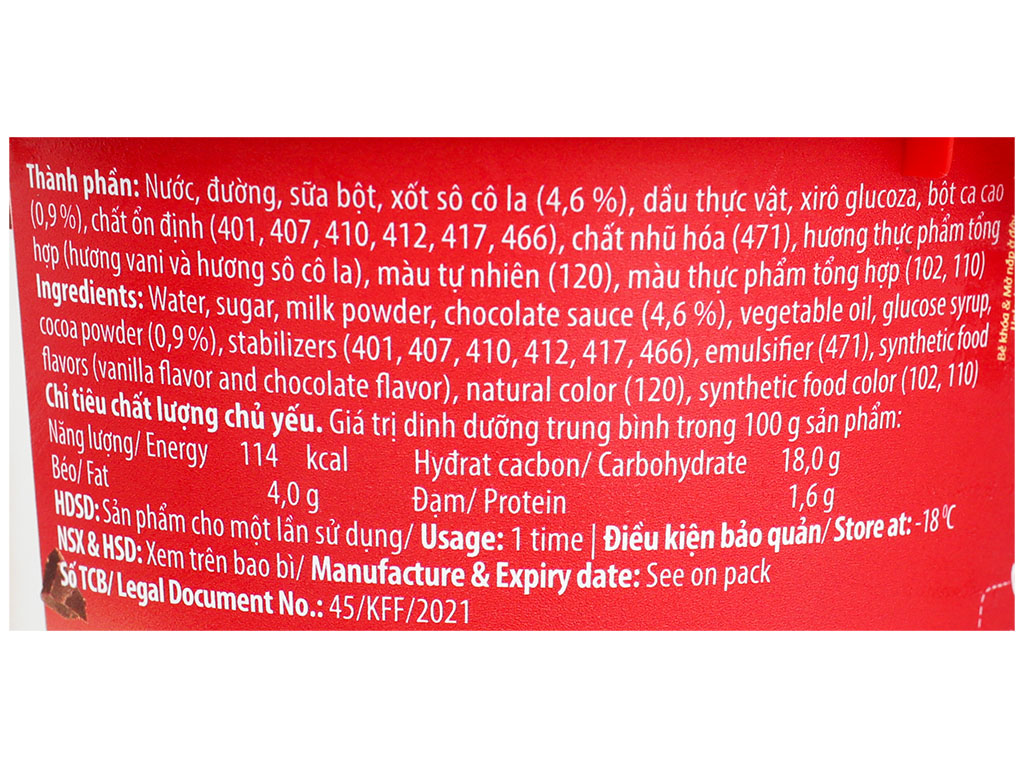 Thành phần: Nước, đường, sữa bột, xốt sô cô la (4,6 %), dầu thực vật, xirô glucoza, bột ca cao
(0,9 %), chất ổn định (401, 407, 410, 412, 417, 466), chất nhũ hóa (471), hương thực phẩm tổng
hợp (hương vani và hương sô cô la), màu tự nhiên (120), màu thực phẩm tổng hợp (102, 110)
Ingredients: Water, sugar, milk powder, chocolate sauce (4,6 %), vegetable oil, glucose syrup,
cocoa powder (0,9 %), stabilizers (401, 407, 410, 412, 417, 466), emulsifier (471), synthetic food
flavors (vanilla flavor and chocolate flavor), natural color (120), synthetic food color (102, 110)
Chỉ tiêu chất lượng chủ yếu. Giá trị dinh dưỡng trung bình trong 100 g sản phẩm:
Năng lượng/ Energy 114 kcal Hyđrat cacbon/ Carbohydrate 18,0 g
Béo/ Fat 4,0 g Đạm/ Protein 1,6 g
HDSD: Sản phẩm cho một lần sử dụng/ Usage: 1 time | Điều kiện bảo quản/ Store at: -18 ⁰C
NSX & HSD: Xem trên bao bì/ Manufacture & Expiry date: See on pack
Số TCB/ Legal Document No.: 45/KFF/2021
Bẻ khóa & Mở nắp ở đây